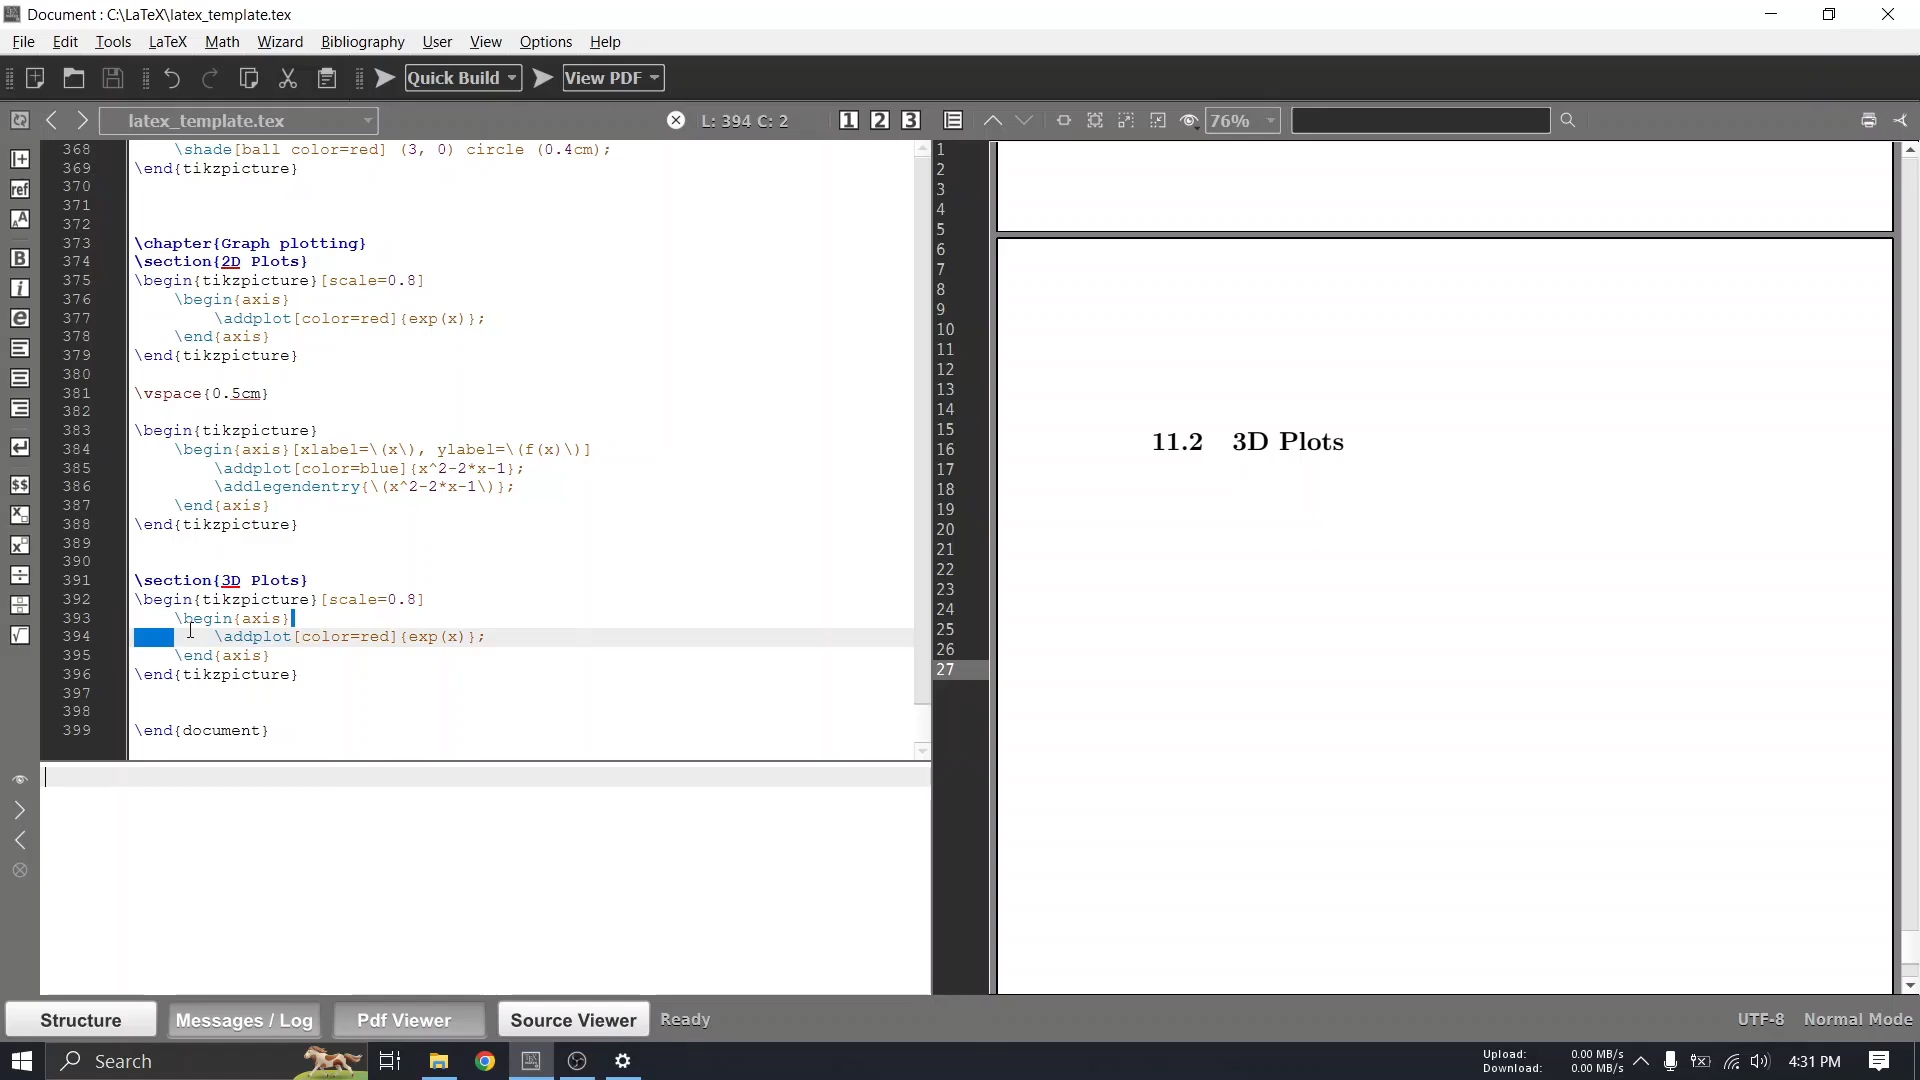 Document : C:\LaTeX\latex_template.tex
File Edit Tools LaTeX Math Wizard Bibliography User View Options Help
Quick Build View PDF
latex_template.tex L: 394 C: 2 1 2 3 76%
368 \shade[ball color=red] (3, 0) circle (0.4cm);
369 \end{tikzpicture}
370
371
372
373 \chapter{Graph plotting}
374 \section{2D Plots}
375 \begin{tikzpicture}[scale=0.8]
376 \begin{axis}
377 \addplot[color=red]{exp(x)};
378 \end{axis}
379 \end{tikzpicture}
380
381 \vspace{0.5cm}
382
383 \begin{tikzpicture}
384 \begin{axis}[xlabel=\(x\), ylabel=\(f(x)\)]
385 \addplot[color=blue]{x^2-2*x-1};
386 \addlegendentry{\(x^2-2*x-1\)};
387 \end{axis}
388 \end{tikzpicture}
389
390
391 \section{3D Plots}
392 \begin{tikzpicture}[scale=0.8]
393 \begin{axis}
394 \addplot[color=red]{exp(x)};
395 \end{axis}
396 \end{tikzpicture}
397
398
399 \end{document}
1
2
3
4
5
6
7
8
9
10
11
12
13
14
15
16
17
18
19
20
21
22
23
24
25
26
27
11.2 3D Plots
Structure Messages / Log Pdf Viewer Source Viewer Ready UTF-8 Normal Mode
Search
Upload: 0.00 MB/s
Download: 0.00 MB/s
4:31 PM